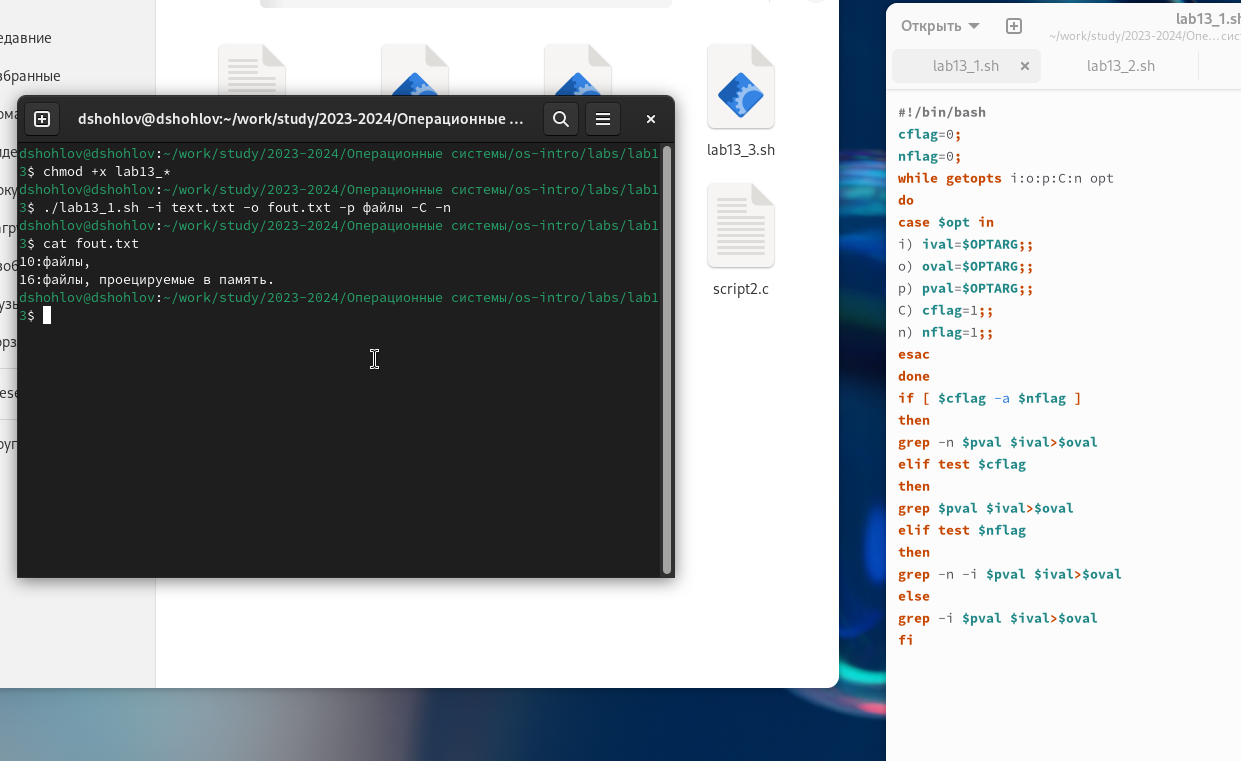 dshohlov@dshohlov:~/work/study/2023-2024/Операционные ...
dshohlov@dshohlov:~/work/study/2023-2024/Операционные системы/os-intro/labs/lab1
3$ chmod +x lab13_*
dshohlov@dshohlov:~/work/study/2023-2024/Операционные системы/os-intro/labs/lab1
3$ ./lab13_1.sh -i text.txt -o fout.txt -p файлы -C -n
dshohlov@dshohlov:~/work/study/2023-2024/Операционные системы/os-intro/labs/lab1
3$ cat fout.txt
10:файлы,
16:файлы, проецируемые в память.
dshohlov@dshohlov:~/work/study/2023-2024/Операционные системы/os-intro/labs/lab1
3$
lab13_3.sh
script2.c
Открыть
lab13_1.sh
~/work/study/2023-2024/Опе…сис
lab13_1.sh
lab13_2.sh
#!/bin/bash
cflag=0;
nflag=0;
while getopts i:o:p:C:n opt
do
case $opt in
i) ival=$OPTARG;;
o) oval=$OPTARG;;
p) pval=$OPTARG;;
C) cflag=1;;
n) nflag=1;;
esac
done
if [ $cflag -a $nflag ]
then
grep -n $pval $ival>$oval
elif test $cflag
then
grep $pval $ival>$oval
elif test $nflag
then
grep -n -i $pval $ival>$oval
else
grep -i $pval $ival>$oval
fi